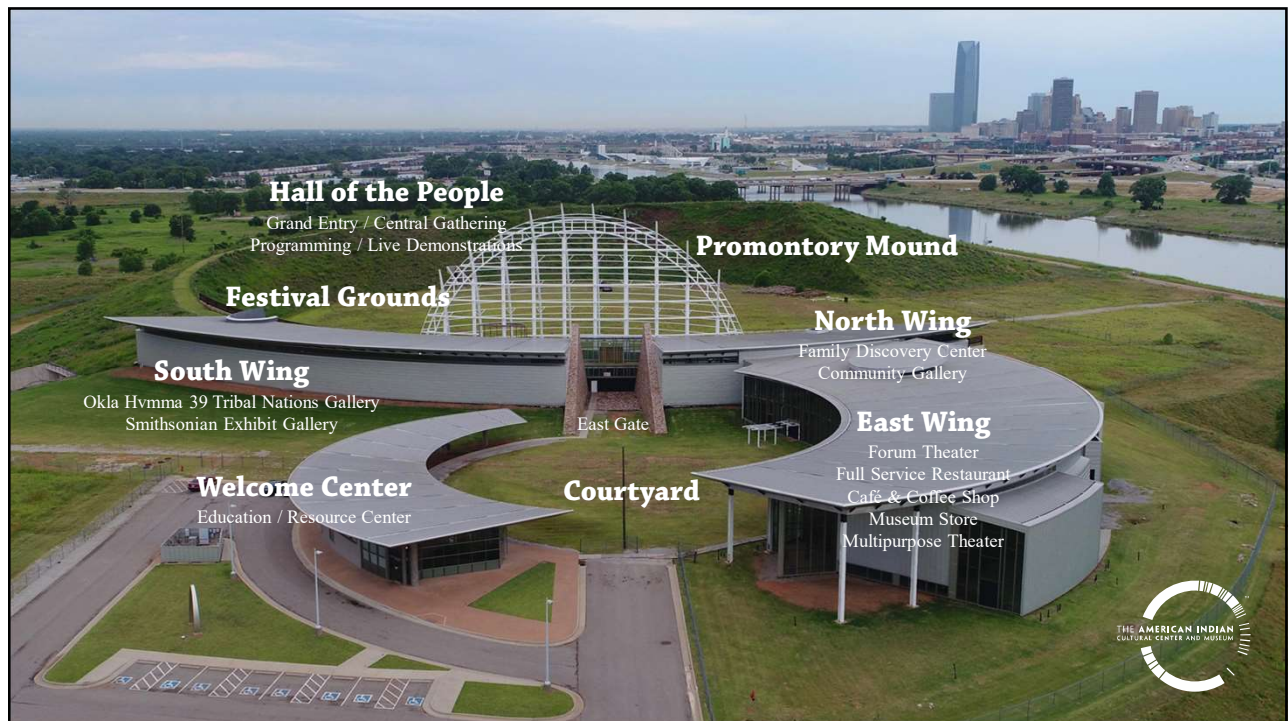 Hall of the People
Grand Entry / Central Gathering
Programming / Live Demonstrations
Promontory Mound
Festival Grounds
North Wing
Family Discovery Center
Community Gallery
South Wing
Okla Hvmma 39 Tribal Nations Gallery
Smithsonian Exhibit Gallery
East Gate
East Wing
Forum Theater
Full Service Restaurant
Café & Coffee Shop
Museum Store
Multipurpose Theater
Welcome Center
Education / Resource Center
Courtyard
THE AMERICAN INDIAN
CULTURAL CENTER AND MUSEUM